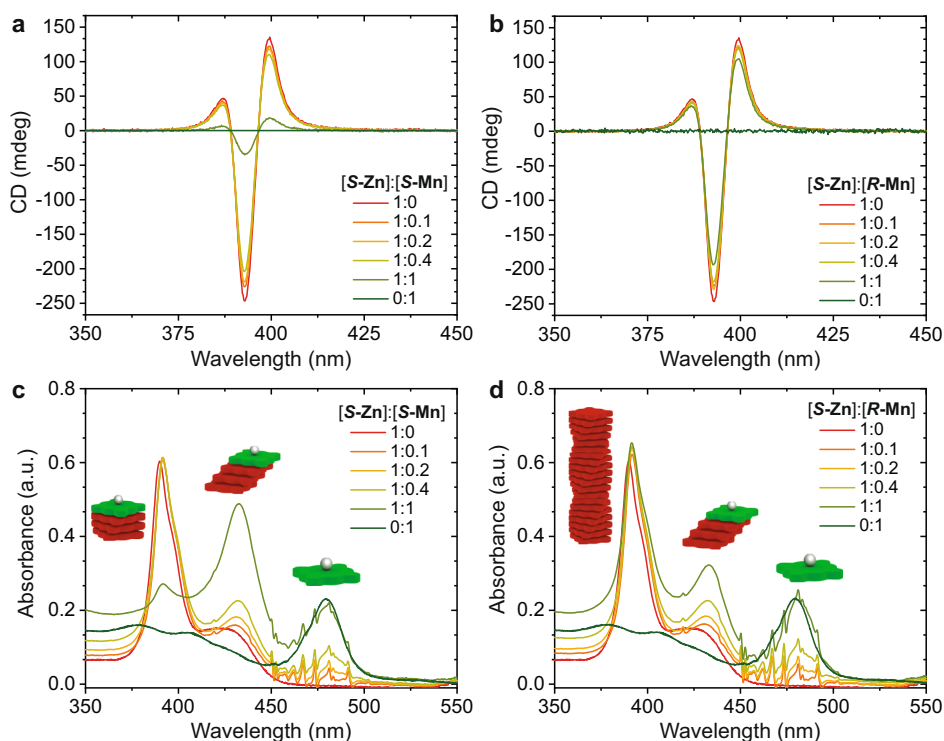 a
150
100
50
0
-50
-100
-150
-200
-250
CD (mdeg)
[S-Zn]:[S-Mn]
1:0
1:0.1
1:0.2
1:0.4
1:1
0:1
350 375 400 425 450
Wavelength (nm)
b
150
100
50
0
-50
-100
-150
-200
-250
CD (mdeg)
[S-Zn]:[R-Mn]
1:0
1:0.1
1:0.2
1:0.4
1:1
0:1
350 375 400 425 450
Wavelength (nm)
c
0.8
0.6
0.4
0.2
0.0
Absorbance (a.u.)
[S-Zn]:[S-Mn]
1:0
1:0.1
1:0.2
1:0.4
1:1
0:1
350 400 450 500 550
Wavelength (nm)
d
0.8
0.6
0.4
0.2
0.0
Absorbance (a.u.)
[S-Zn]:[R-Mn]
1:0
1:0.1
1:0.2
1:0.4
1:1
0:1
350 400 450 500 550
Wavelength (nm)